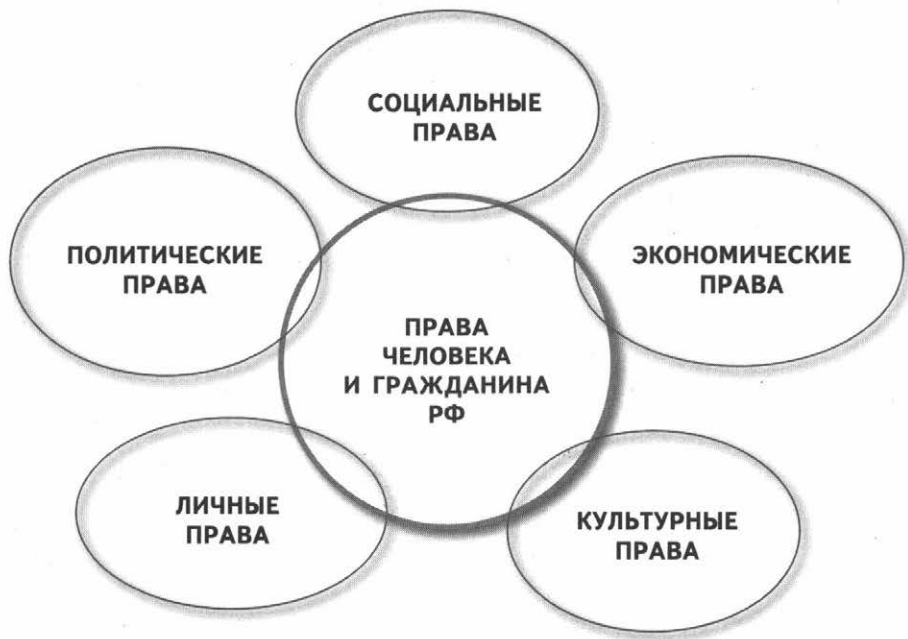 СОЦИАЛЬНЫЕ
ПРАВА
ПОЛИТИЧЕСКИЕ
ПРАВА
ЭКОНОМИЧЕСКИЕ
ПРАВА
ПРАВА
ЧЕЛОВЕКА
И ГРАЖДАНИНА
РФ
ЛИЧНЫЕ
ПРАВА
КУЛЬТУРНЫЕ
ПРАВА